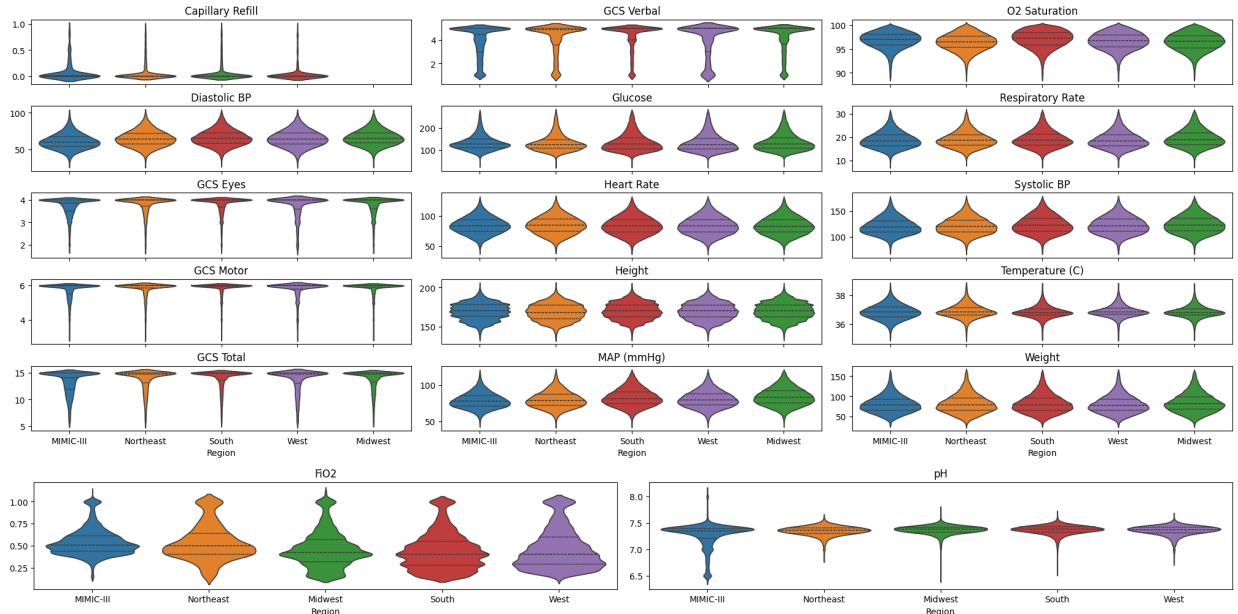 Capillary Refill
GCS Verbal
O2 Saturation
1.0
0.5
0.0
4
2
100
95
90
Diastolic BP
Glucose
Respiratory Rate
100
50
200
100
30
20
10
GCS Eyes
Heart Rate
Systolic BP
4
3
2
100
50
150
100
GCS Motor
Height
Temperature (C)
6
4
200
150
38
36
GCS Total
MAP (mmHg)
Weight
15
10
5
100
50
150
100
50
MIMIC-III Northeast South West Midwest
Region
MIMIC-III Northeast South West Midwest
Region
MIMIC-III Northeast South West Midwest
Region
FiO2
pH
1.00
0.75
0.50
0.25
8.0
7.5
7.0
6.5
MIMIC-III Northeast Midwest South West
Region
MIMIC-III Northeast Midwest South West
Region